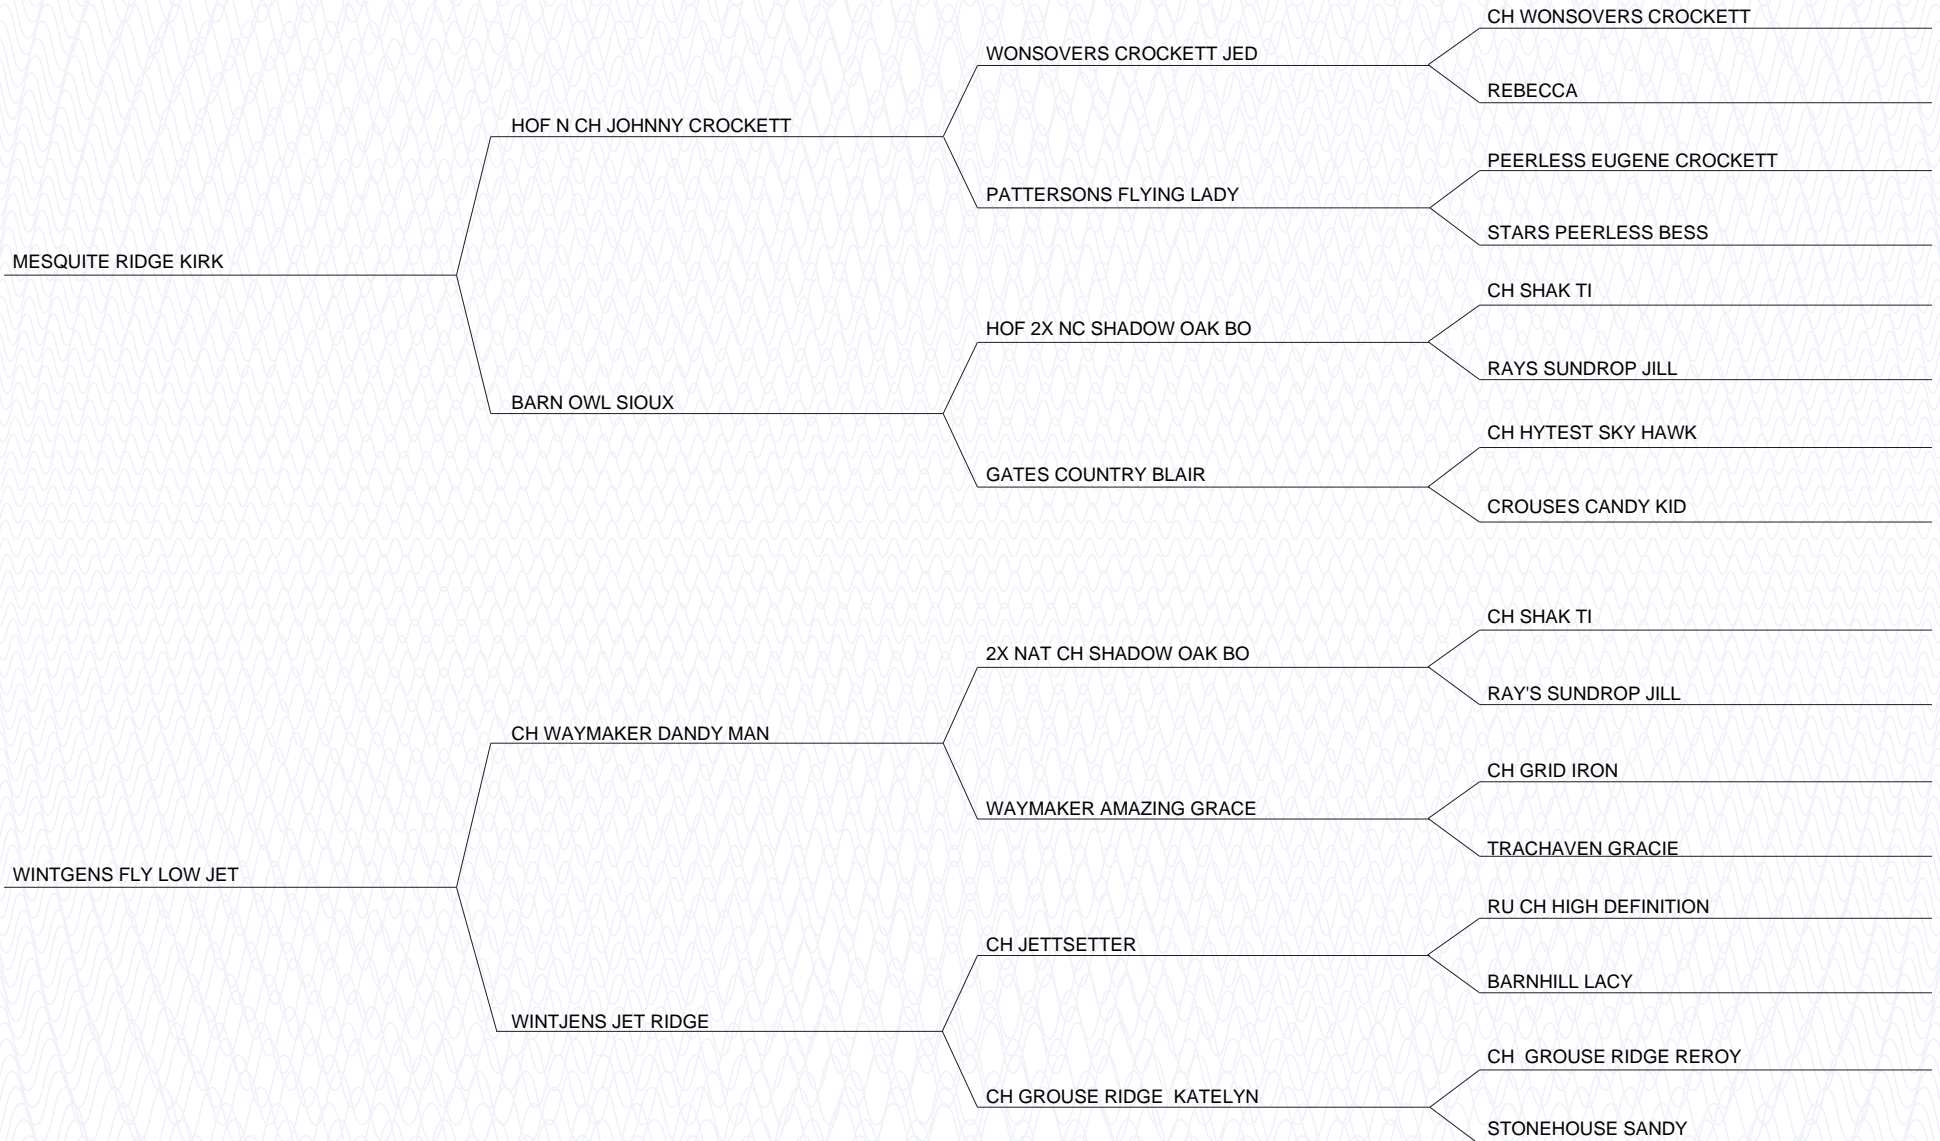 CH WONSOVERS CROCKETT
WONSOVERS CROCKETT JED
REBECCA
HOF N CH JOHNNY CROCKETT
PEERLESS EUGENE CROCKETT
PATTERSONS FLYING LADY
STARS PEERLESS BESS
MESQUITE RIDGE KIRK
CH SHAK TI
HOF 2X NC SHADOW OAK BO
RAYS SUNDROP JILL
BARN OWL SIOUX
CH HYTEST SKY HAWK
GATES COUNTRY BLAIR
CROUSES CANDY KID
CH SHAK TI
2X NAT CH SHADOW OAK BO
RAY'S SUNDROP JILL
CH WAYMAKER DANDY MAN
CH GRID IRON
WAYMAKER AMAZING GRACE
TRACHAVEN GRACIE
WINTGENS FLY LOW JET
RU CH HIGH DEFINITION
CH JETTSETTER
BARNHILL LACY
WINTJENS JET RIDGE
CH  GROUSE RIDGE REROY
CH GROUSE RIDGE  KATELYN
STONEHOUSE SANDY